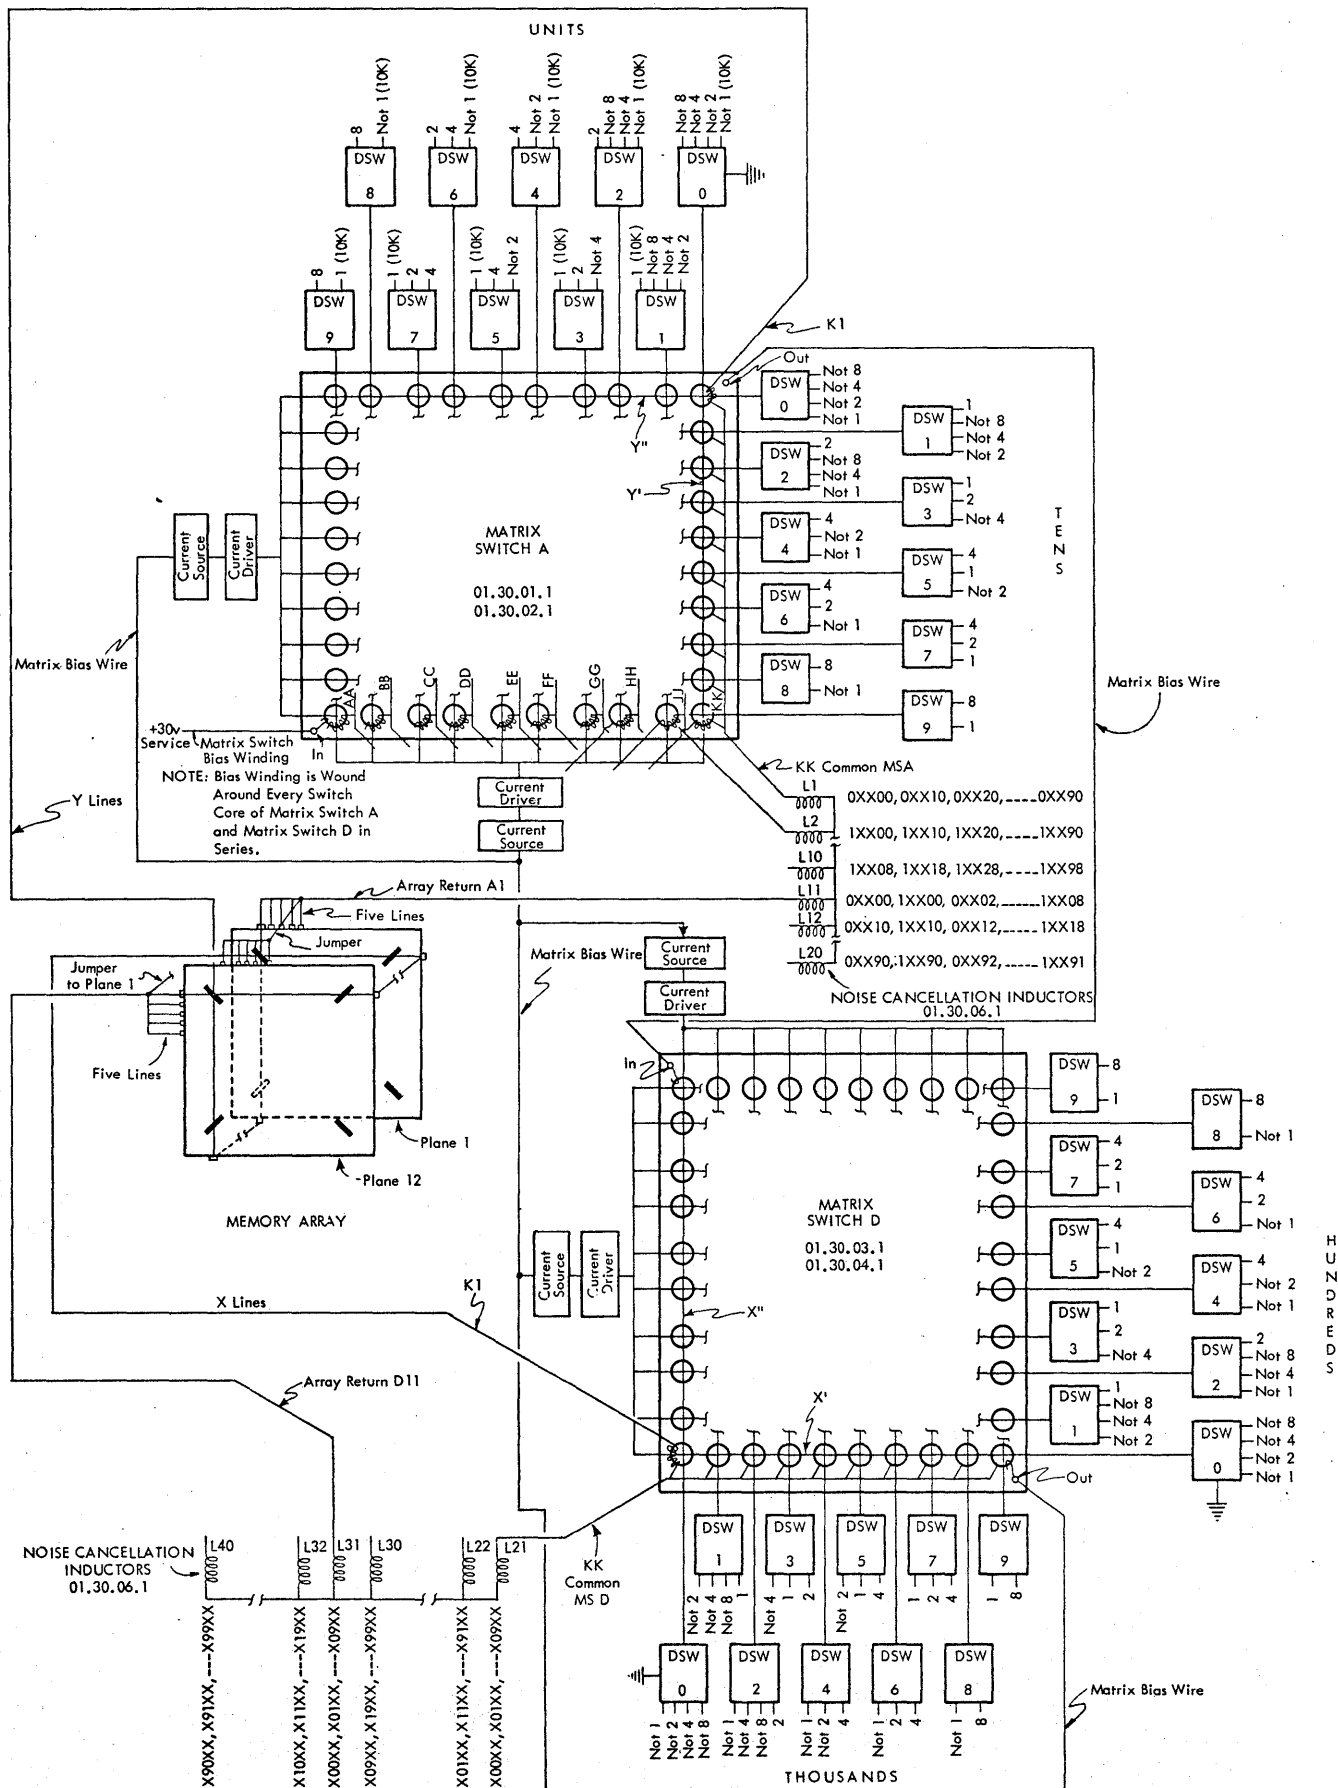 UNITS
8
Not 1 (10K)
DSW
8
2
4
Not 1 (10K)
DSW
6
4
Not 2
Not 1 (10K)
DSW
4
2
Not 8
Not 4
Not 1 (10K)
DSW
2
Not 8
Not 4
Not 2
Not 1 (10K)
DSW
0
8
1 (10K)
DSW
9
1 (10K)
2
4
DSW
7
1 (10K)
4
Not 2
DSW
5
1 (10K)
2
Not 4
DSW
3
1 (10K)
Not 8
Not 4
Not 2
DSW
1
K1
Out
Y"
Y'
DSW
0
Not 8
Not 4
Not 2
Not 1
DSW
1
1
Not 8
Not 4
Not 2
DSW
2
2
Not 8
Not 4
Not 1
DSW
3
1
2
Not 4
DSW
4
4
Not 2
Not 1
DSW
5
4
1
Not 2
DSW
6
4
2
Not 1
DSW
7
4
2
1
DSW
8
8
Not 1
DSW
9
8
1
TENS
MATRIX
SWITCH A
01.30.01.1
01.30.02.1
Current
Source
Current
Driver
Matrix Bias Wire
Matrix Bias Wire
AA
BB
CC
DD
EE
FF
GG
HH
JJ
KK
+30v
Service
Matrix Switch
Bias Winding
In
NOTE: Bias Winding is Wound
Around Every Switch
Core of Matrix Switch A
and Matrix Switch D in
Series.
Current
Driver
Current
Source
KK Common MSA
L1
0XX00, 0XX10, 0XX20,----0XX90
L2
1XX00, 1XX10, 1XX20,----1XX90
L10
1XX08, 1XX18, 1XX28,----1XX98
L11
0XX00, 1XX00, 0XX02,-----1XX08
L12
0XX10, 1XX10, 0XX12,----1XX18
L20
0XX90, 1XX90, 0XX92,----1XX91
NOISE CANCELLATION INDUCTORS
01.30.06.1
Y Lines
Array Return A1
Five Lines
Jumper
Jumper
to Plane 1
Five Lines
Plane 1
Plane 12
MEMORY ARRAY
Matrix Bias Wire
Current
Source
Current
Driver
In
MATRIX
SWITCH D
01.30.03.1
01.30.04.1
Current
Source
Current
Driver
X"
X'
K1
X Lines
Array Return D11
DSW
9
8
1
DSW
8
8
Not 1
DSW
7
4
2
1
DSW
6
4
2
Not 1
DSW
5
4
1
Not 2
DSW
4
4
Not 2
Not 1
DSW
3
1
2
Not 4
DSW
2
2
Not 8
Not 4
Not 1
DSW
1
1
Not 8
Not 4
Not 2
DSW
0
Not 8
Not 4
Not 2
Not 1
HUNDREDS
Out
KK
Common
MS D
NOISE CANCELLATION
INDUCTORS
01.30.06.1
L40
L32
L31
L30
L22
L21
X90XX, X91XX,---X99XX
X10XX, X11XX,---X19XX
X00XX, X01XX,---X09XX
X09XX, X19XX,---X99XX
X01XX, X11XX,---X91XX
X00XX, X01XX,---X09XX
DSW
1
Not 2
Not 4
Not 8
1
DSW
3
Not 4
1
2
DSW
5
Not 2
1
4
DSW
7
1
2
4
DSW
9
1
8
DSW
0
Not 1
Not 2
Not 4
Not 8
DSW
2
Not 1
Not 4
Not 8
2
DSW
4
Not 1
Not 2
4
DSW
6
Not 1
2
4
DSW
8
Not 1
8
Matrix Bias Wire
THOUSANDS